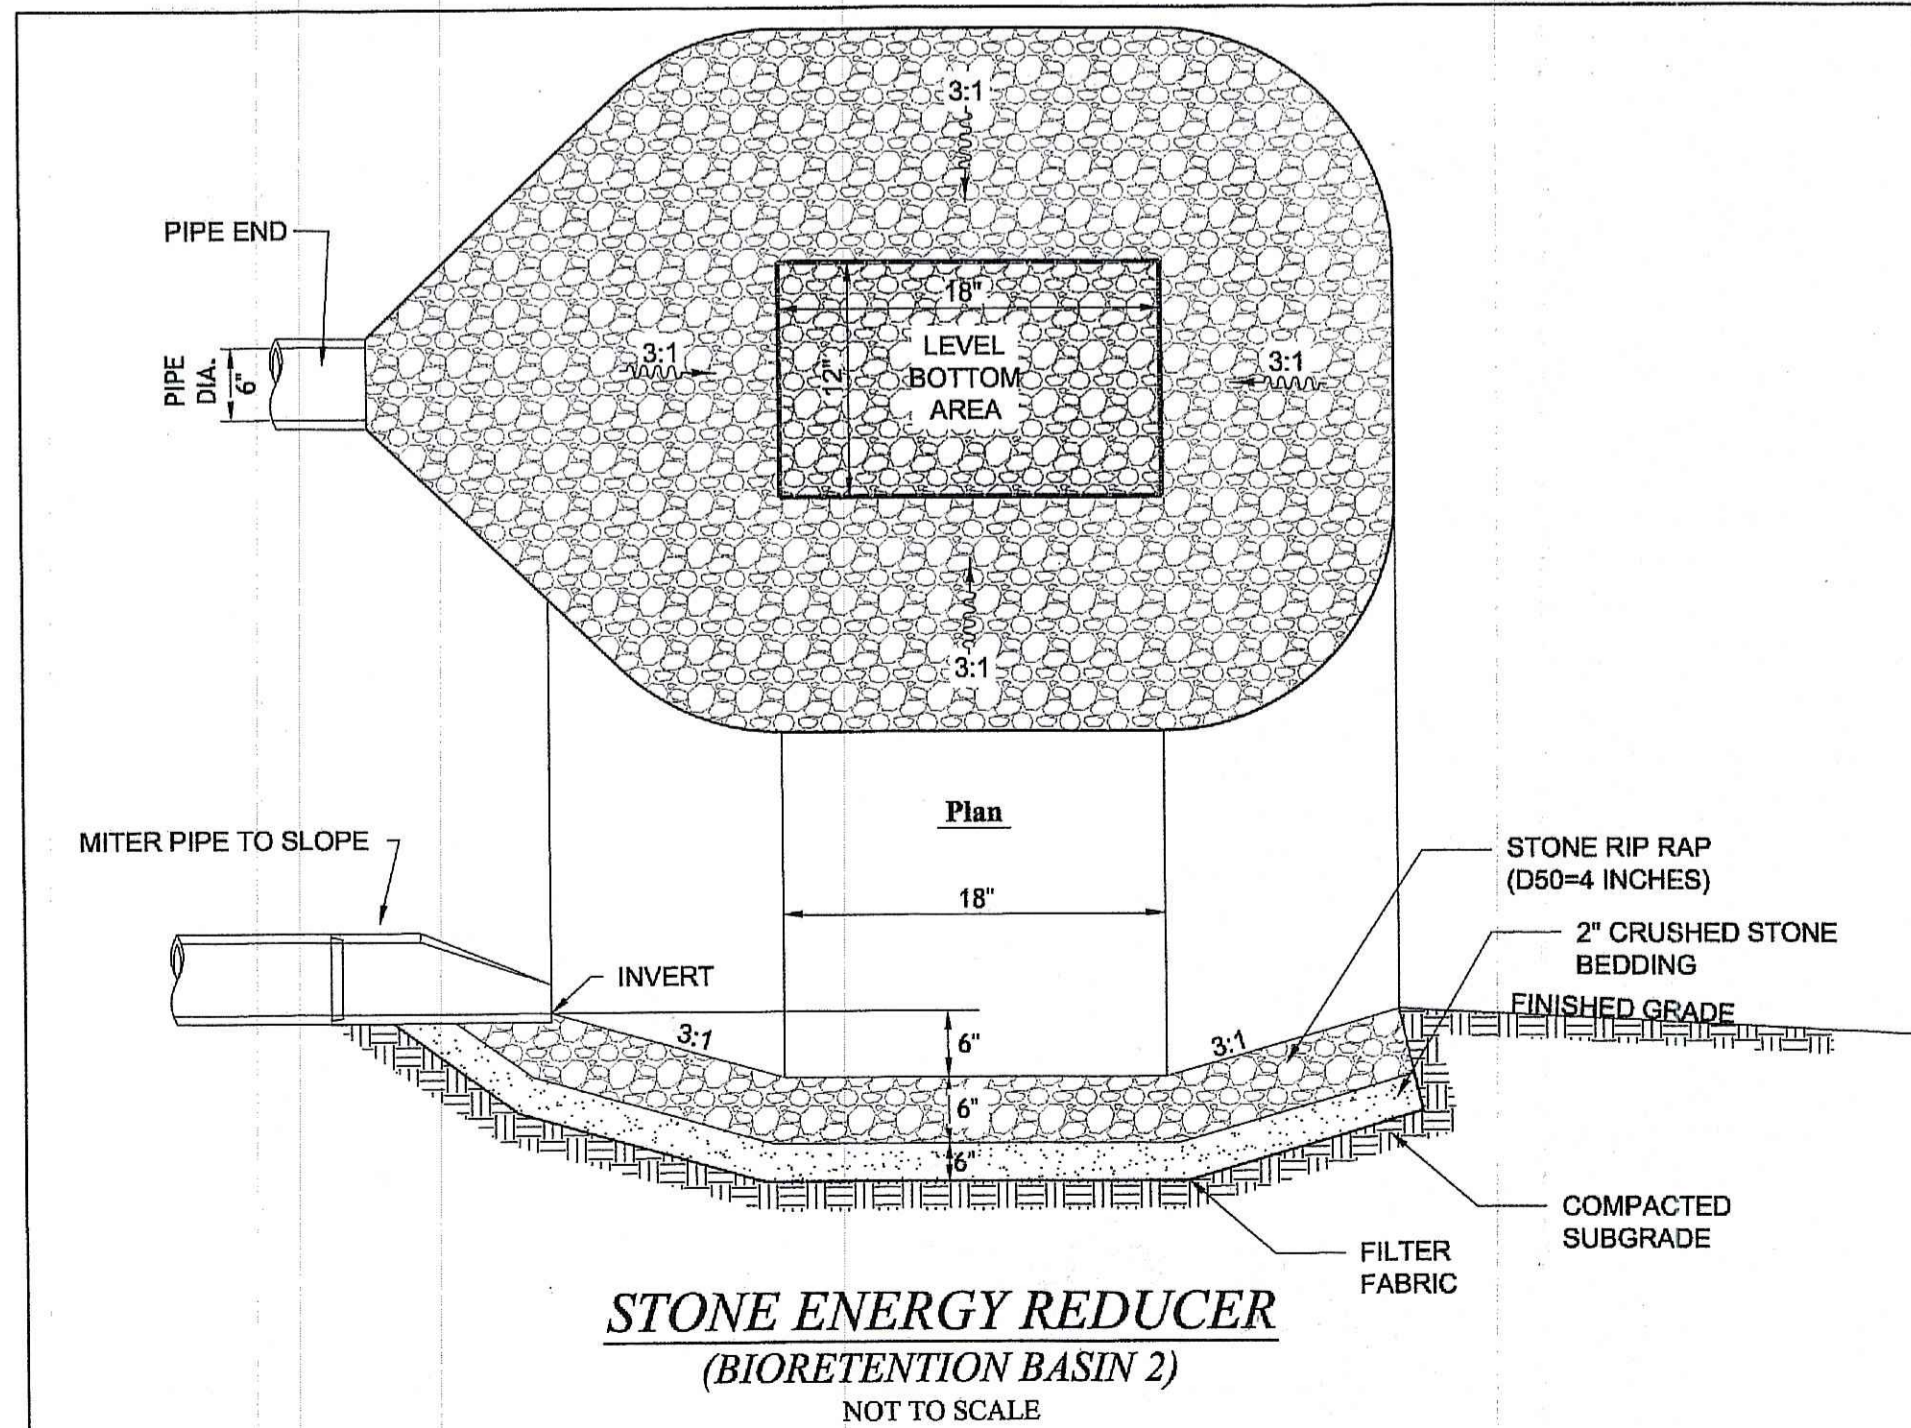 3:1
PIPE END
PIPE
DIA.
6"
3:1
18"
12"
LEVEL
BOTTOM
AREA
3:1
3:1
Plan
MITER PIPE TO SLOPE
18"
STONE RIP RAP
(D50=4 INCHES)
2" CRUSHED STONE
BEDDING
INVERT
FINISHED GRADE
3:1
6"
3:1
6"
6"
COMPACTED
SUBGRADE
FILTER
FABRIC
STONE ENERGY REDUCER
(BIORETENTION BASIN 2)
NOT TO SCALE